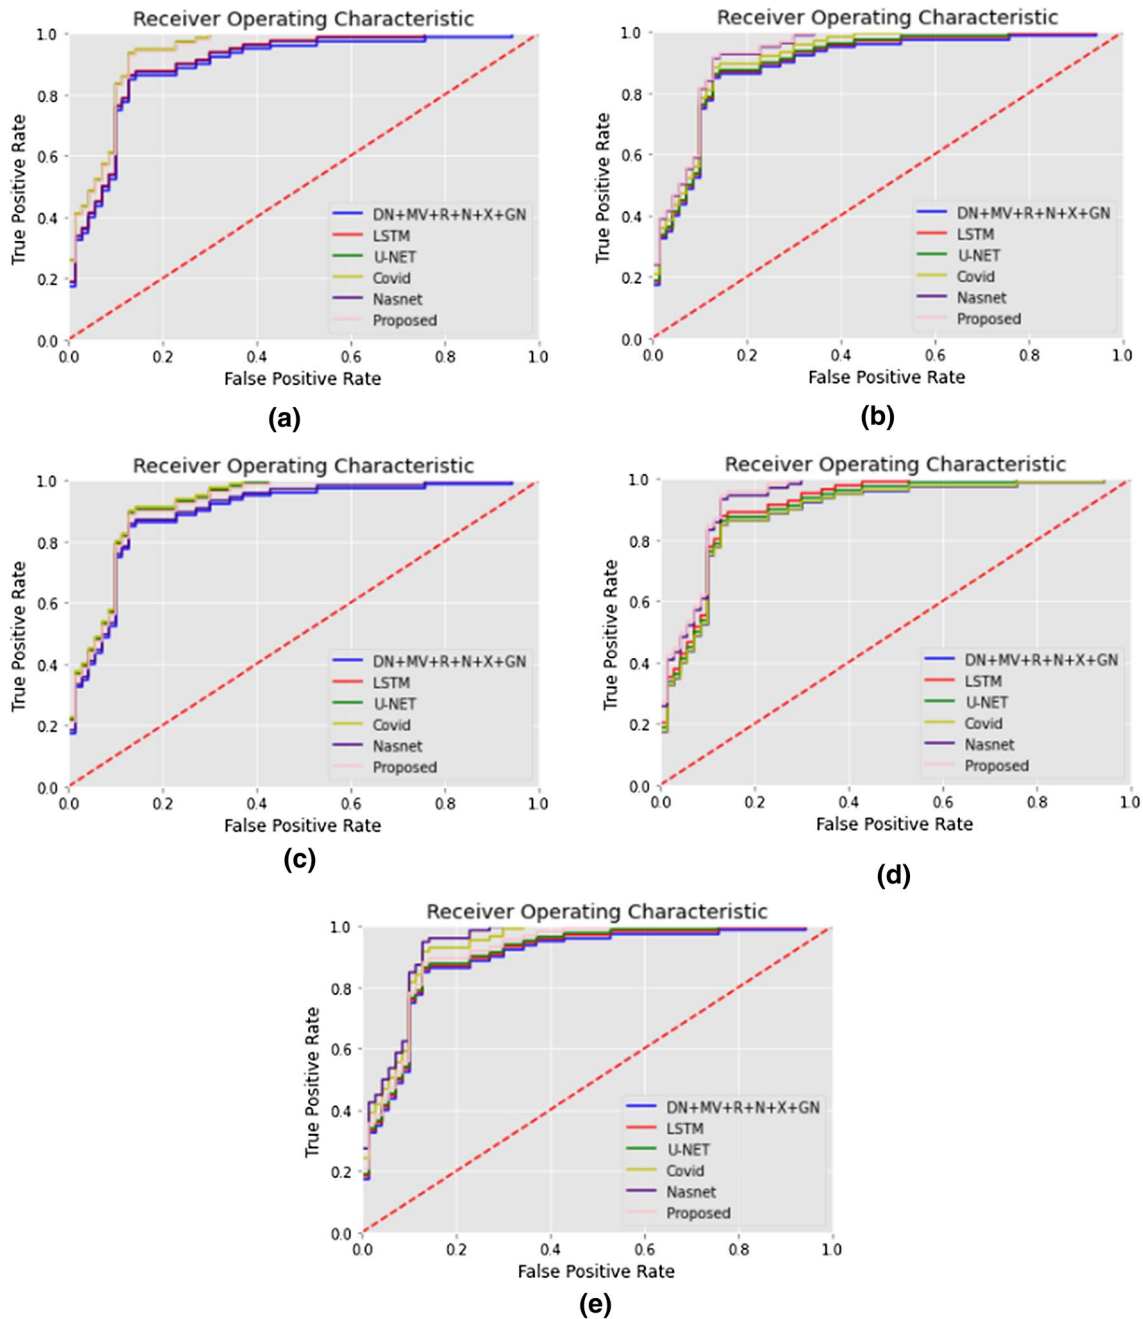 Receiver Operating Characteristic
1.0
0.8
0.6
0.4
0.2
0.0
True Positive Rate
DN+MV+R+N+X+GN
LSTM
U-NET
Covid
Nasnet
Proposed
0.0 0.2 0.4 0.6 0.8 1.0
False Positive Rate
(a)
Receiver Operating Characteristic
1.0
0.8
0.6
0.4
0.2
0.0
True Positive Rate
DN+MV+R+N+X+GN
LSTM
U-NET
Covid
Nasnet
Proposed
0.0 0.2 0.4 0.6 0.8 1.0
False Positive Rate
(b)
Receiver Operating Characteristic
1.0
0.8
0.6
0.4
0.2
0.0
True Positive Rate
DN+MV+R+N+X+GN
LSTM
U-NET
Covid
Nasnet
Proposed
0.0 0.2 0.4 0.6 0.8 1.0
False Positive Rate
(c)
Receiver Operating Characteristic
1.0
0.8
0.6
0.4
0.2
0.0
True Positive Rate
DN+MV+R+N+X+GN
LSTM
U-NET
Covid
Nasnet
Proposed
0.0 0.2 0.4 0.6 0.8 1.0
False Positive Rate
(d)
Receiver Operating Characteristic
1.0
0.8
0.6
0.4
0.2
0.0
True Positive Rate
DN+MV+R+N+X+GN
LSTM
U-NET
Covid
Nasnet
Proposed
0.0 0.2 0.4 0.6 0.8 1.0
False Positive Rate
(e)